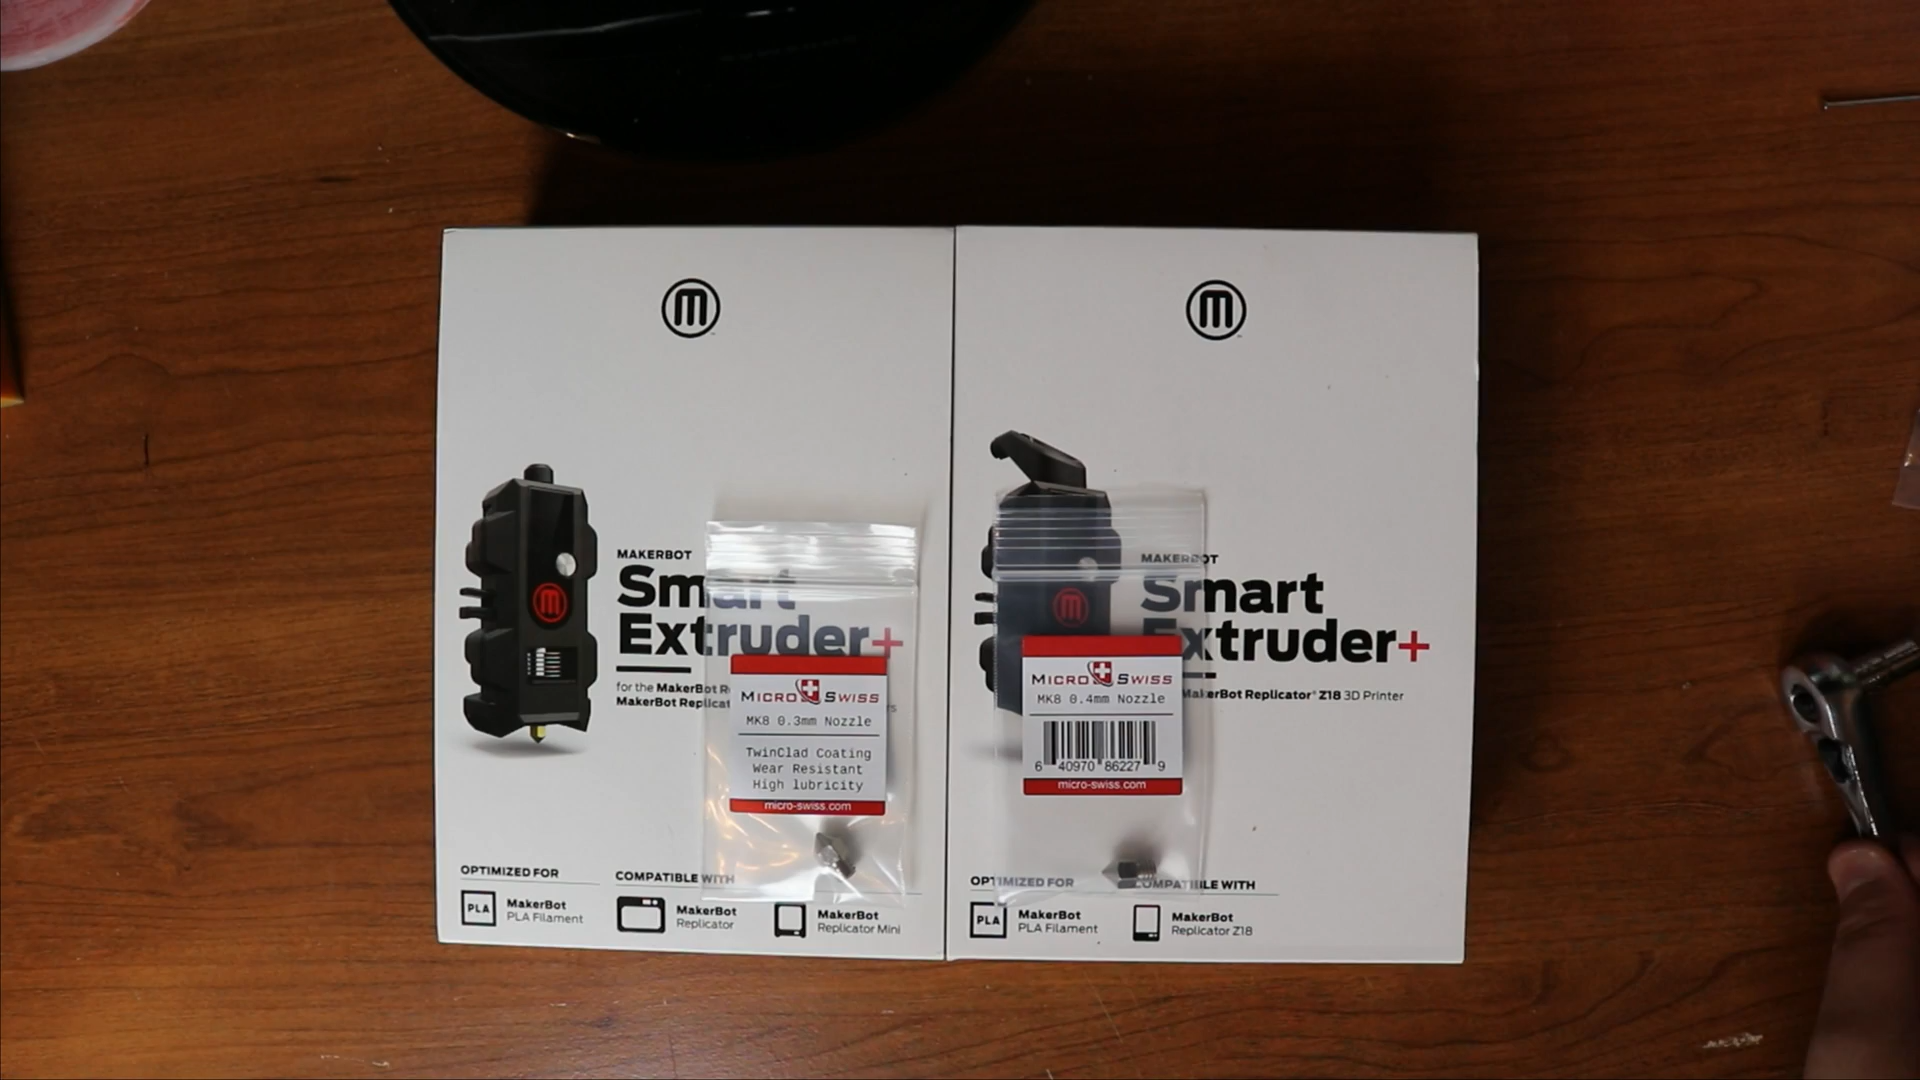 MAKERBOT
Smart
Extruder+
for the MakerBot R
MakerBot Replicat
MICRO SWISS
MK8 0.3mm Nozzle
TwinClad Coating
Wear Resistant
High lubricity
micro-swiss.com
OPTIMIZED FOR
PLA
MakerBot
PLA Filament
COMPATIBLE WITH
MakerBot
Replicator
MakerBot
Replicator Mini
MAKERBOT
Smart
Extruder+
MakerBot Replicator® Z18 3D Printer
MICRO SWISS
MK8 0.4mm Nozzle
6 40970 86227 9
micro-swiss.com
OPTIMIZED FOR
PLA
MakerBot
PLA Filament
COMPATIBLE WITH
MakerBot
Replicator Z18